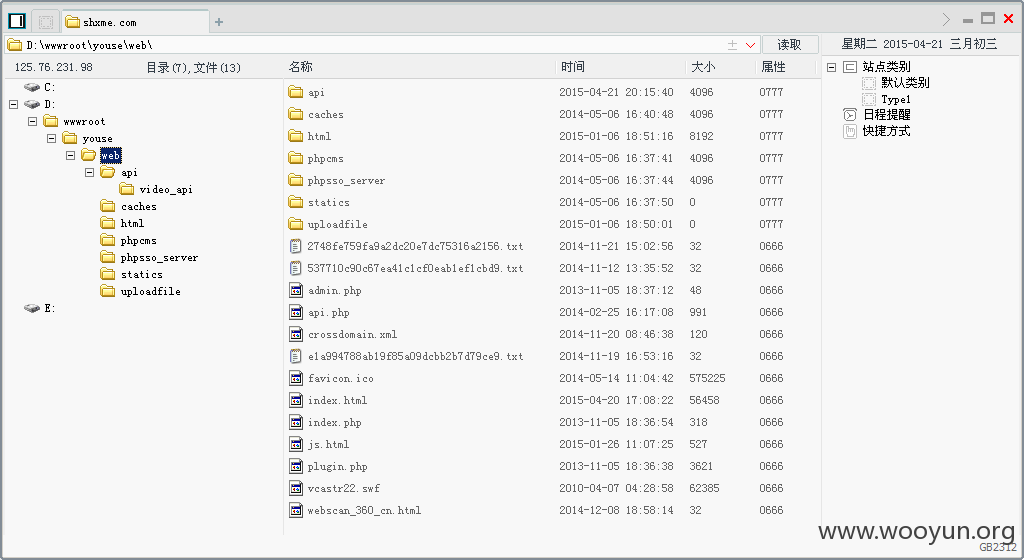 shxme.com
D:\wwwroot\youse\web\ 读取 星期二 2015-04-21 三月初三
125.76.231.98 目录(7),文件(13) 名称 时间 大小 属性
C:
D:
wwwroot
youse
web
api
video_api
caches
html
phpcms
phpsso_server
statics
uploadfile
E:
api 2015-04-21 20:15:40 4096 0777
caches 2014-05-06 16:40:48 4096 0777
html 2015-01-06 18:51:16 8192 0777
phpcms 2014-05-06 16:37:41 4096 0777
phpsso_server 2014-05-06 16:37:44 4096 0777
statics 2014-05-06 16:37:50 0 0777
uploadfile 2015-01-06 18:50:01 0 0777
2748fe759fa9a2dc20e7dc75316a2156.txt 2014-11-21 15:02:56 32 0666
537710c90c67ea41c1cf0eab1ef1cbd9.txt 2014-11-12 13:35:52 32 0666
admin.php 2013-11-05 18:37:12 48 0666
api.php 2014-02-25 16:17:08 991 0666
crossdomain.xml 2014-11-20 08:46:38 120 0666
e1a994788ab19f85a09dcbb2b7d79ce9.txt 2014-11-19 16:53:16 32 0666
favicon.ico 2014-05-14 11:04:42 575225 0666
index.html 2015-04-20 17:08:22 56458 0666
index.php 2013-11-05 18:36:54 318 0666
js.html 2015-01-26 11:07:25 527 0666
plugin.php 2013-11-05 18:36:38 3621 0666
vcastr22.swf 2010-04-07 04:28:58 62385 0666
webscan_360_cn.html 2014-12-08 18:58:14 32 0666
站点类别
默认类别
Type1
日程提醒
快捷方式
www.wooyun.org
GB2312